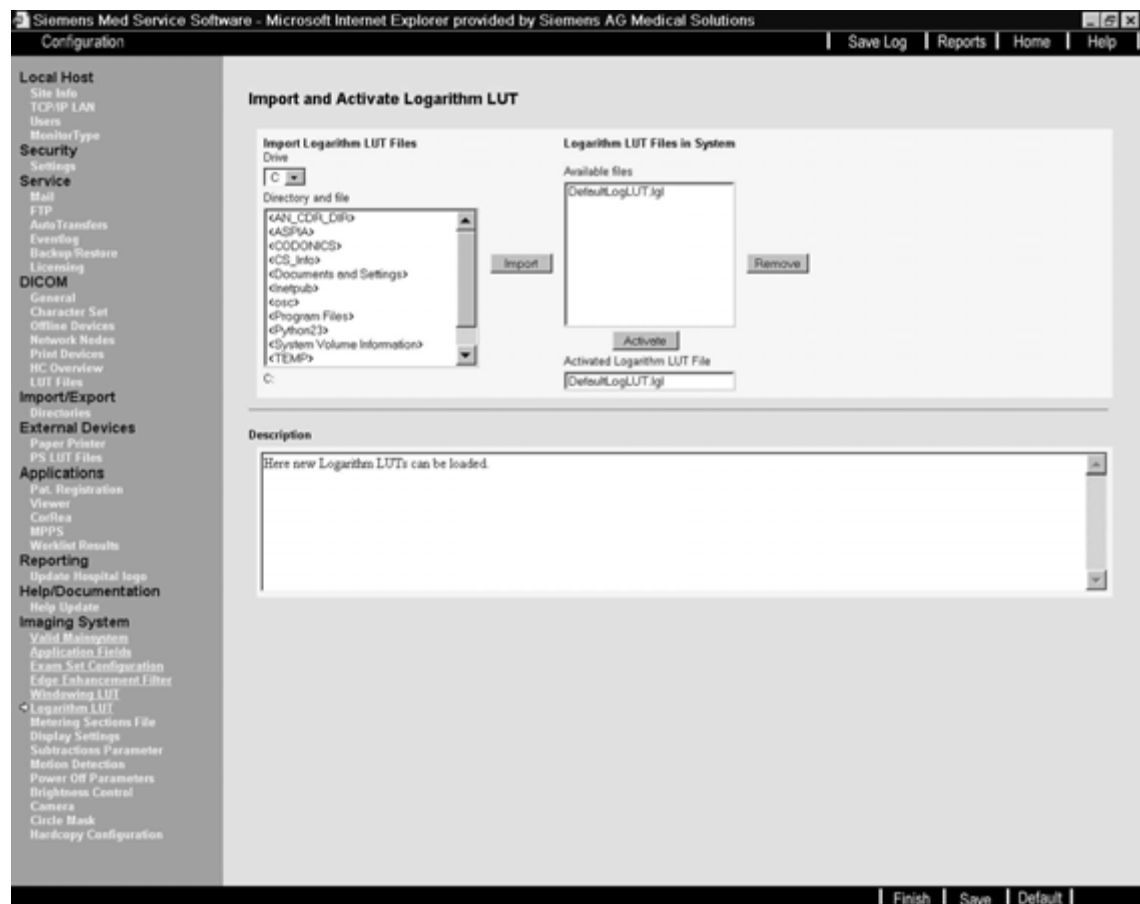 Siemens Med Service Software - Microsoft Internet Explorer provided by Siemens AG Medical Solutions
Configuration
Save Log
Reports
Home
Help
Local Host
Site Info
TCP/IP LAN
Users
MonitorType
Security
Settings
Service
Mail
FTP
AutoTransfers
Eventlog
Backup/Restore
Licensing
DICOM
General
Character Set
Offline Devices
Network Nodes
Print Devices
HC Overview
LUT Files
Import/Export
Directories
External Devices
Paper Printer
PS LUT Files
Applications
Pat. Registration
Viewer
CorRea
MPPS
Worklist Results
Reporting
Update Hospital logo
Help/Documentation
Help Update
Imaging System
Valid Mainsystem
Application Fields
Exam Set Configuration
Edge Enhancement Filter
Windowing LUT
Logarithm LUT
Metering Sections File
Display Settings
Subtractions Parameter
Motion Detection
Power Off Parameters
Brightness Control
Camera
Circle Mask
Hardcopy Configuration
Import and Activate Logarithm LUT
Import Logarithm LUT Files
Drive
C
Directory and file
<AN_CDR_DIR>
<ASPIA>
<CODONICS>
<CS_Info>
<Documents and Settings>
<Inetpub>
<osc>
<Program Files>
<Python23>
<System Volume Information>
<TEMP>
C:
Import
Logarithm LUT Files in System
Available files
DefaultLogLUT.lgl
Remove
Activate
Activated Logarithm LUT File
DefaultLogLUT.lgl
Description
Here new Logarithm LUTs can be loaded.
Finish
Save
Default